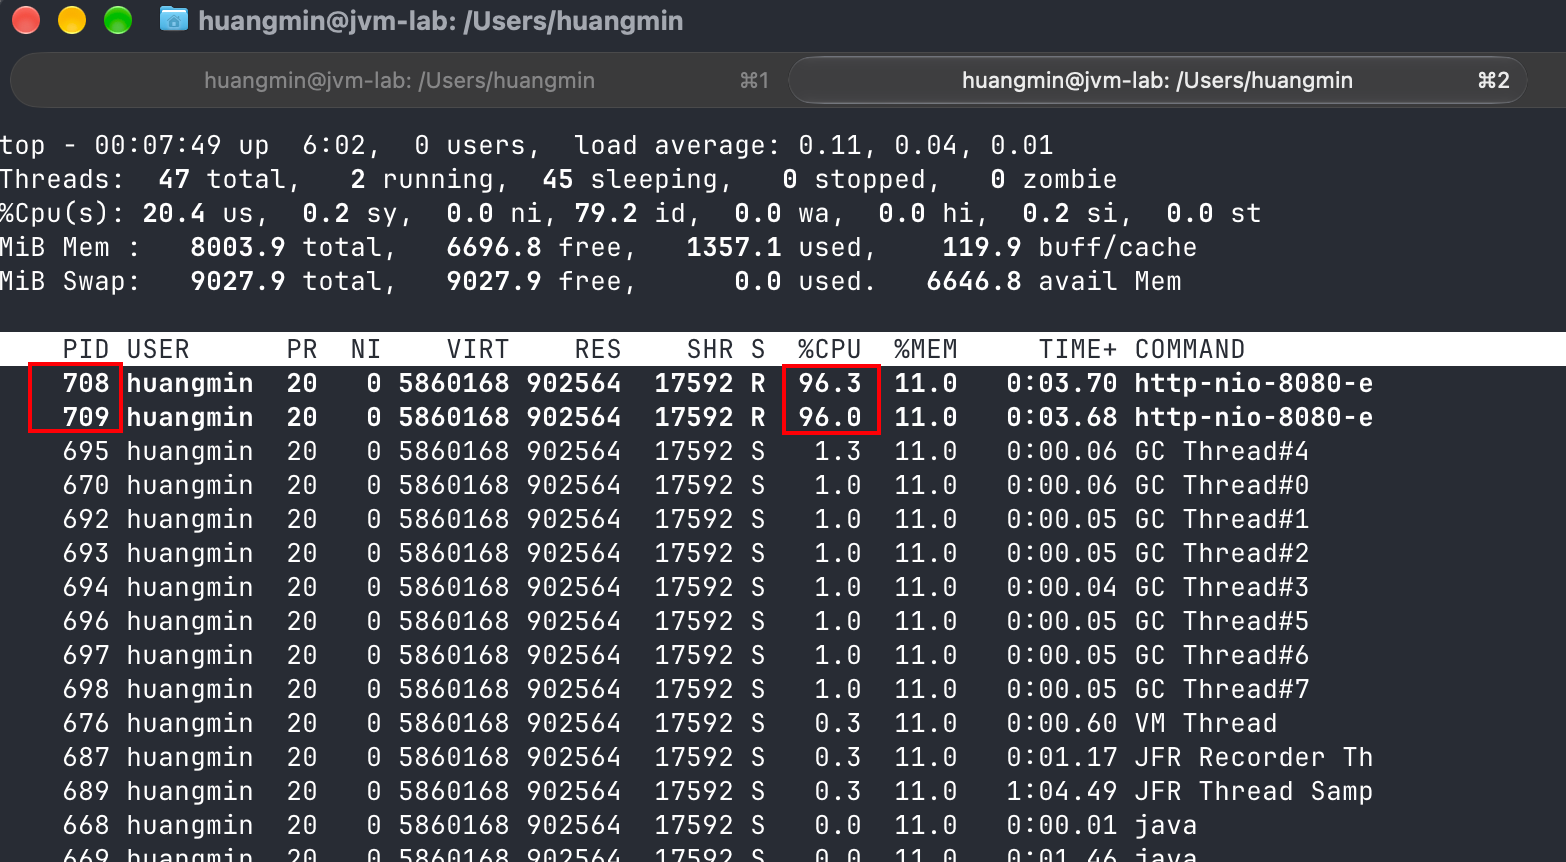 huangmin@jvm-lab: /Users/huangmin
huangmin@jvm-lab: /Users/huangmin ⌘1 huangmin@jvm-lab: /Users/huangmin ⌘2
top - 00:07:49 up  6:02,  0 users,  load average: 0.11, 0.04, 0.01
Threads:  47 total,   2 running,  45 sleeping,   0 stopped,   0 zombie
%Cpu(s): 20.4 us,  0.2 sy,  0.0 ni, 79.2 id,  0.0 wa,  0.0 hi,  0.2 si,  0.0 st
MiB Mem :   8003.9 total,   6696.8 free,   1357.1 used,    119.9 buff/cache
MiB Swap:   9027.9 total,   9027.9 free,      0.0 used.   6646.8 avail Mem
PID USER      PR  NI    VIRT    RES    SHR S  %CPU  %MEM     TIME+ COMMAND
708 huangmin  20   0 5860168 902564  17592 R  96.3  11.0   0:03.70 http-nio-8080-e
709 huangmin  20   0 5860168 902564  17592 R  96.0  11.0   0:03.68 http-nio-8080-e
695 huangmin  20   0 5860168 902564  17592 S   1.3  11.0   0:00.06 GC Thread#4
670 huangmin  20   0 5860168 902564  17592 S   1.0  11.0   0:00.06 GC Thread#0
692 huangmin  20   0 5860168 902564  17592 S   1.0  11.0   0:00.05 GC Thread#1
693 huangmin  20   0 5860168 902564  17592 S   1.0  11.0   0:00.05 GC Thread#2
694 huangmin  20   0 5860168 902564  17592 S   1.0  11.0   0:00.04 GC Thread#3
696 huangmin  20   0 5860168 902564  17592 S   1.0  11.0   0:00.05 GC Thread#5
697 huangmin  20   0 5860168 902564  17592 S   1.0  11.0   0:00.05 GC Thread#6
698 huangmin  20   0 5860168 902564  17592 S   1.0  11.0   0:00.05 GC Thread#7
676 huangmin  20   0 5860168 902564  17592 S   0.3  11.0   0:00.60 VM Thread
687 huangmin  20   0 5860168 902564  17592 S   0.3  11.0   0:01.17 JFR Recorder Th
689 huangmin  20   0 5860168 902564  17592 S   0.3  11.0   1:04.49 JFR Thread Samp
668 huangmin  20   0 5860168 902564  17592 S   0.0  11.0   0:00.01 java
669 huangmin  20   0 5860168 902564  17592 S   0.0  11.0   0:01.46 java